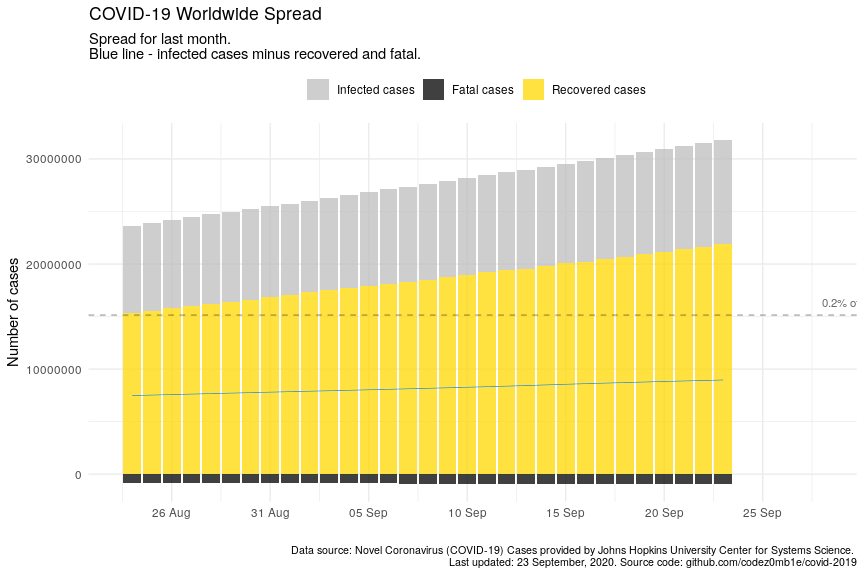 COVID-19 Worldwide Spread
Spread for last month.
Blue line - infected cases minus recovered and fatal.
Infected cases Fatal cases Recovered cases
Number of cases
30000000
20000000
10000000
0
0.2% of
26 Aug 31 Aug 05 Sep 10 Sep 15 Sep 20 Sep 25 Sep
Data source: Novel Coronavirus (COVID-19) Cases provided by Johns Hopkins University Center for Systems Science.
Last updated: 23 September, 2020. Source code: github.com/codez0mb1e/covid-2019